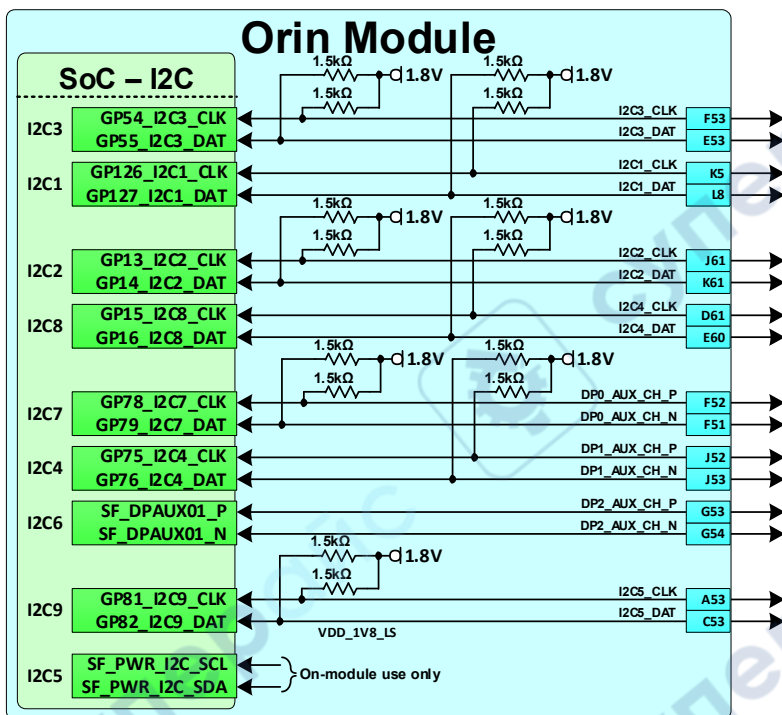 Orin Module
SoC – I2C
1.5kΩ
1.8V
1.5kΩ
1.5kΩ
1.8V
1.5kΩ
I2C3
GP54_I2C3_CLK
I2C3_CLK
F53
GP55_I2C3_DAT
I2C3_DAT
E53
I2C1
GP126_I2C1_CLK
I2C1_CLK
K5
GP127_I2C1_DAT
I2C1_DAT
L8
1.5kΩ
1.8V
1.5kΩ
1.5kΩ
1.8V
1.5kΩ
I2C2
GP13_I2C2_CLK
I2C2_CLK
J61
GP14_I2C2_DAT
I2C2_DAT
K61
I2C8
GP15_I2C8_CLK
I2C4_CLK
D61
GP16_I2C8_DAT
I2C4_DAT
E60
1.5kΩ
1.8V
1.5kΩ
1.5kΩ
1.8V
1.5kΩ
I2C7
GP78_I2C7_CLK
DP0_AUX_CH_P
F52
GP79_I2C7_DAT
DP0_AUX_CH_N
F51
I2C4
GP75_I2C4_CLK
DP1_AUX_CH_P
J52
GP76_I2C4_DAT
DP1_AUX_CH_N
J53
I2C6
SF_DPAUX01_P
DP2_AUX_CH_P
G53
SF_DPAUX01_N
DP2_AUX_CH_N
G54
1.5kΩ
1.8V
1.5kΩ
I2C9
GP81_I2C9_CLK
I2C5_CLK
A53
GP82_I2C9_DAT
I2C5_DAT
C53
VDD_1V8_LS
I2C5
SF_PWR_I2C_SCL
SF_PWR_I2C_SDA
On-module use only